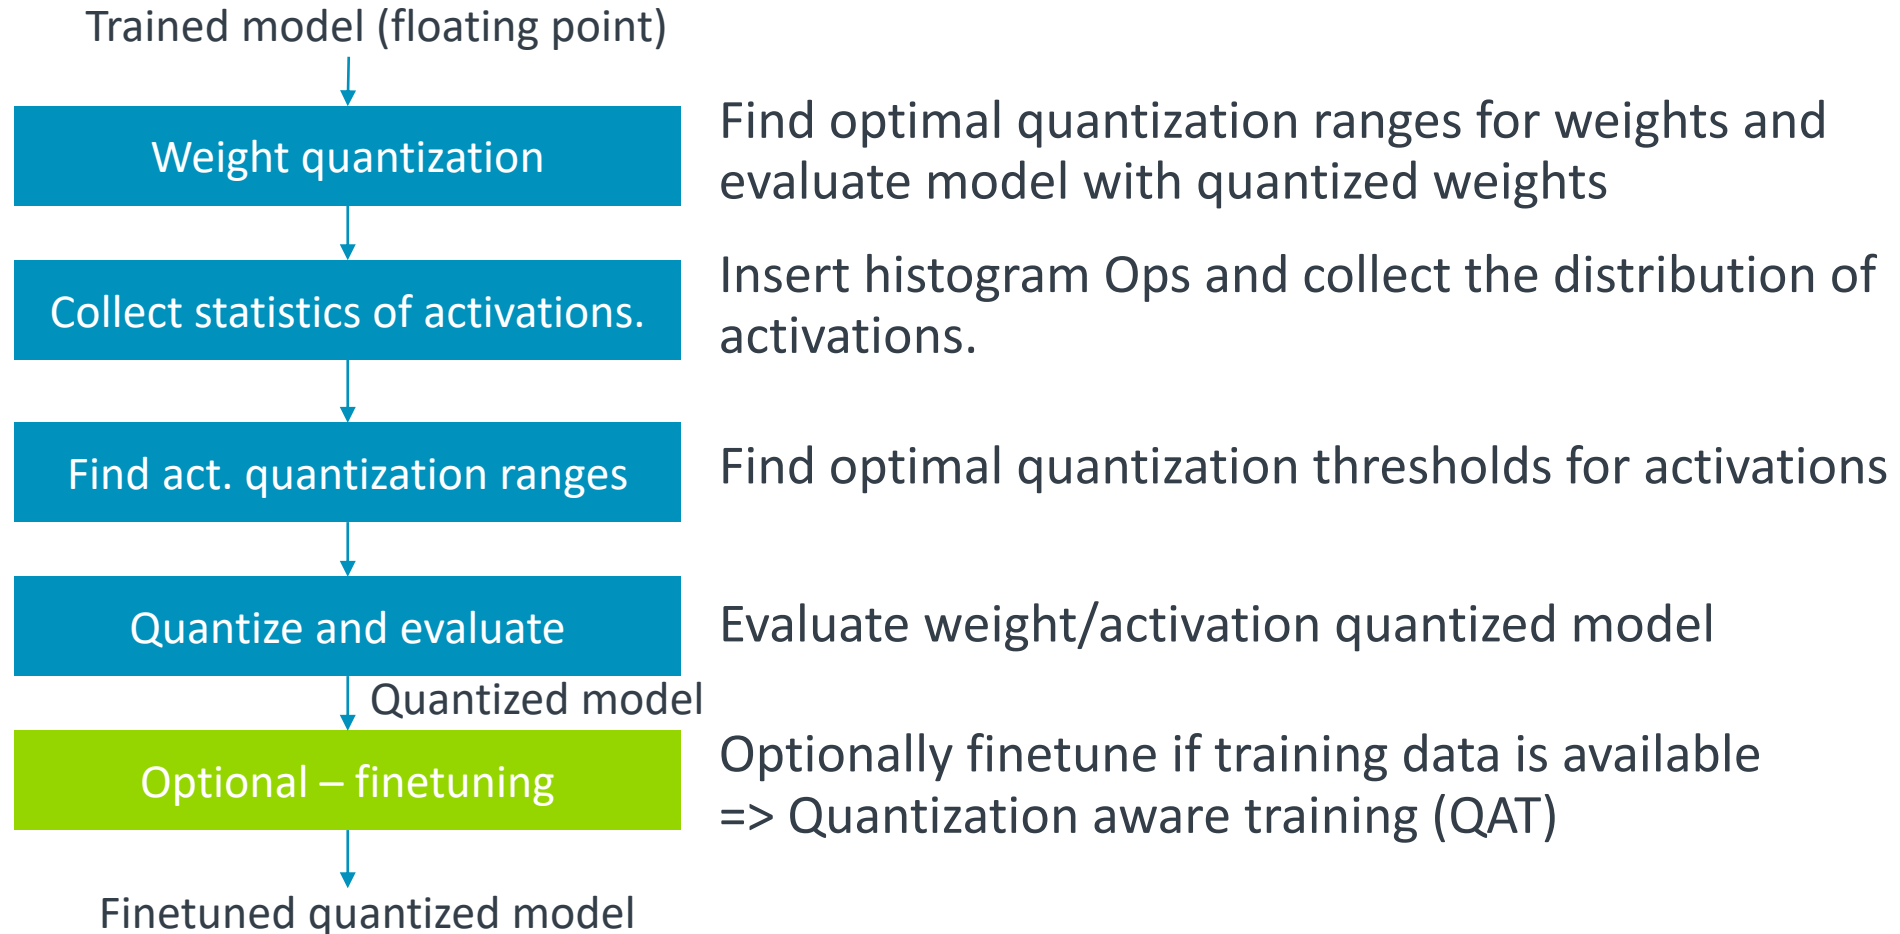 Trained model (floating point)
Weight quantization
Find optimal quantization ranges for weights and
evaluate model with quantized weights
Collect statistics of activations.
Insert histogram Ops and collect the distribution of
activations.
Find act. quantization ranges
Find optimal quantization thresholds for activations
Quantize and evaluate
Evaluate weight/activation quantized model
Quantized model
Optional – finetuning
Optionally finetune if training data is available
=> Quantization aware training (QAT)
Finetuned quantized model